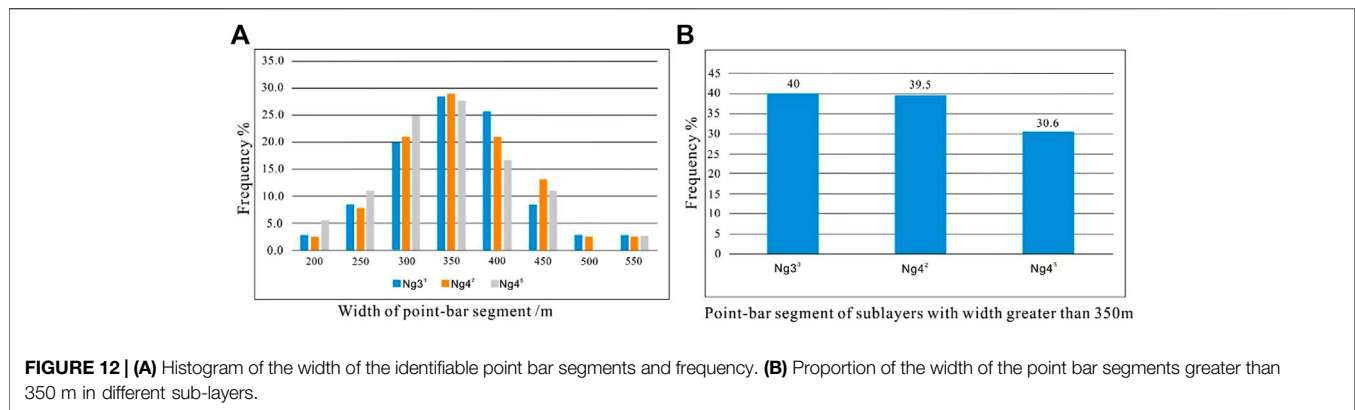 A
35.0
30.0
25.0
20.0
15.0
10.0
5.0
0.0
Frequency %
200 250 300 350 400 450 500 550
Ng3³ Ng4² Ng4⁵
Width of point-bar segment /m
B
45
40
35
30
25
20
15
10
5
0
Frequency %
40 39.5 30.6
Ng3³ Ng4² Ng4⁵
Point-bar segment of sublayers with width greater than 350m
FIGURE 12 | (A) Histogram of the width of the identifiable point bar segments and frequency. (B) Proportion of the width of the point bar segments greater than
350 m in different sub-layers.